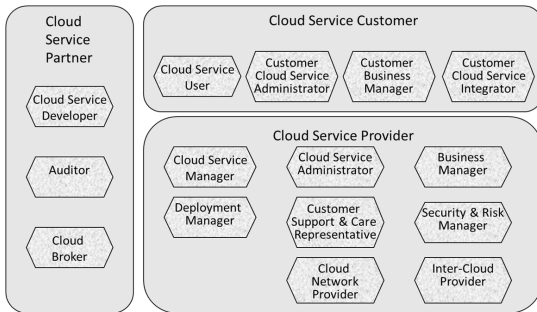 Cloud
Service
Partner
Cloud Service
Developer
Auditor
Cloud
Broker
Cloud Service Customer
Cloud Service
User
Customer
Cloud Service
Administrator
Customer
Business
Manager
Customer
Cloud Service
Integrator
Cloud Service Provider
Cloud Service
Manager
Cloud Service
Administrator
Business
Manager
Deployment
Manager
Customer
Support & Care
Representative
Security & Risk
Manager
Cloud
Network
Provider
Inter-Cloud
Provider